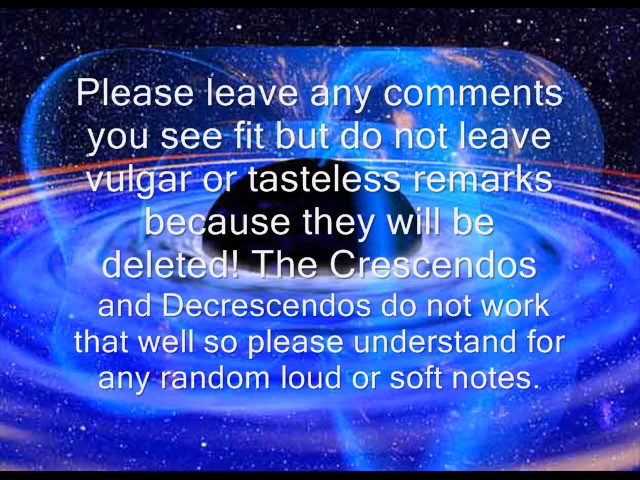 Please leave any comments
you see fit but do not leave
vulgar or tasteless remarks
because they will be
deleted! The Crescendos
and Decrescendos do not work
that well so please understand for
any random loud or soft notes.